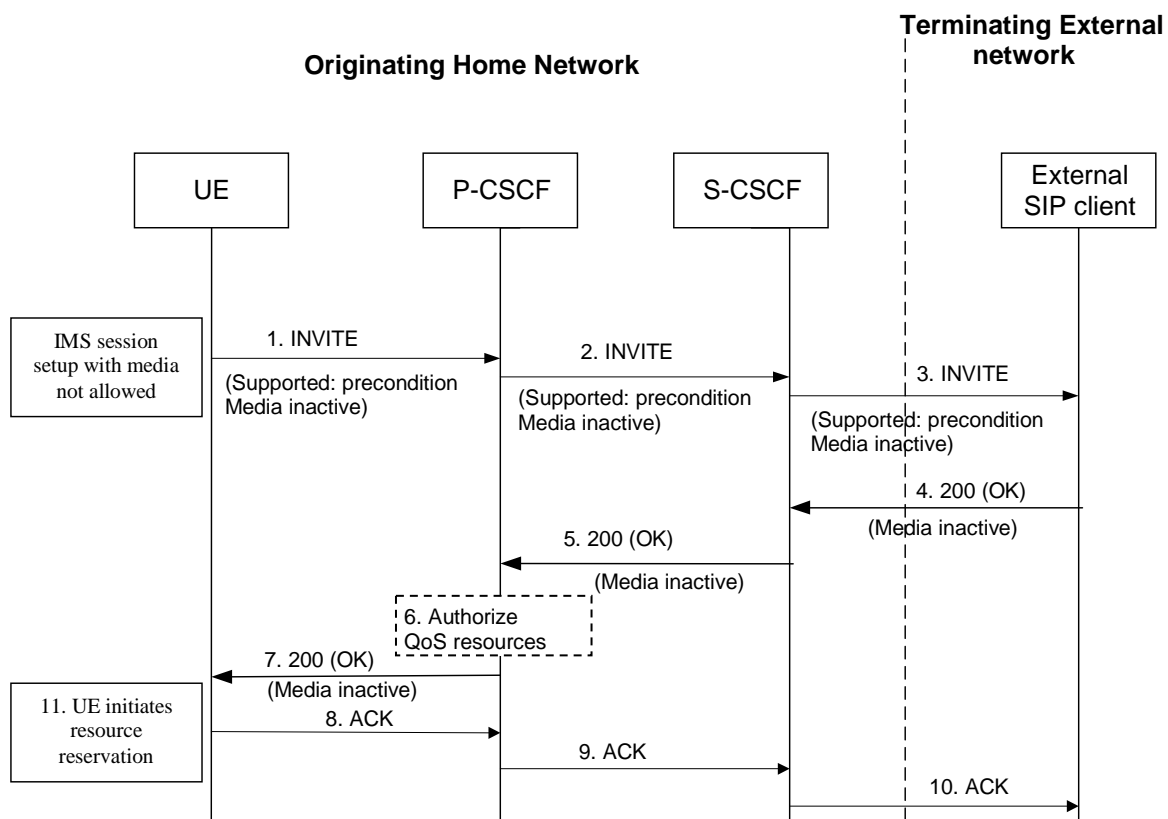 Terminating External
network
Originating Home Network
UE
P-CSCF
S-CSCF
External
SIP client
IMS session
setup with media
not allowed
1. INVITE
(Supported: precondition
Media inactive)
2. INVITE
(Supported: precondition
Media inactive)
3. INVITE
(Supported: precondition
Media inactive)
4. 200 (OK)
(Media inactive)
5. 200 (OK)
(Media inactive)
6. Authorize
QoS resources
7. 200 (OK)
(Media inactive)
11. UE initiates
resource
reservation
8. ACK
9. ACK
10. ACK